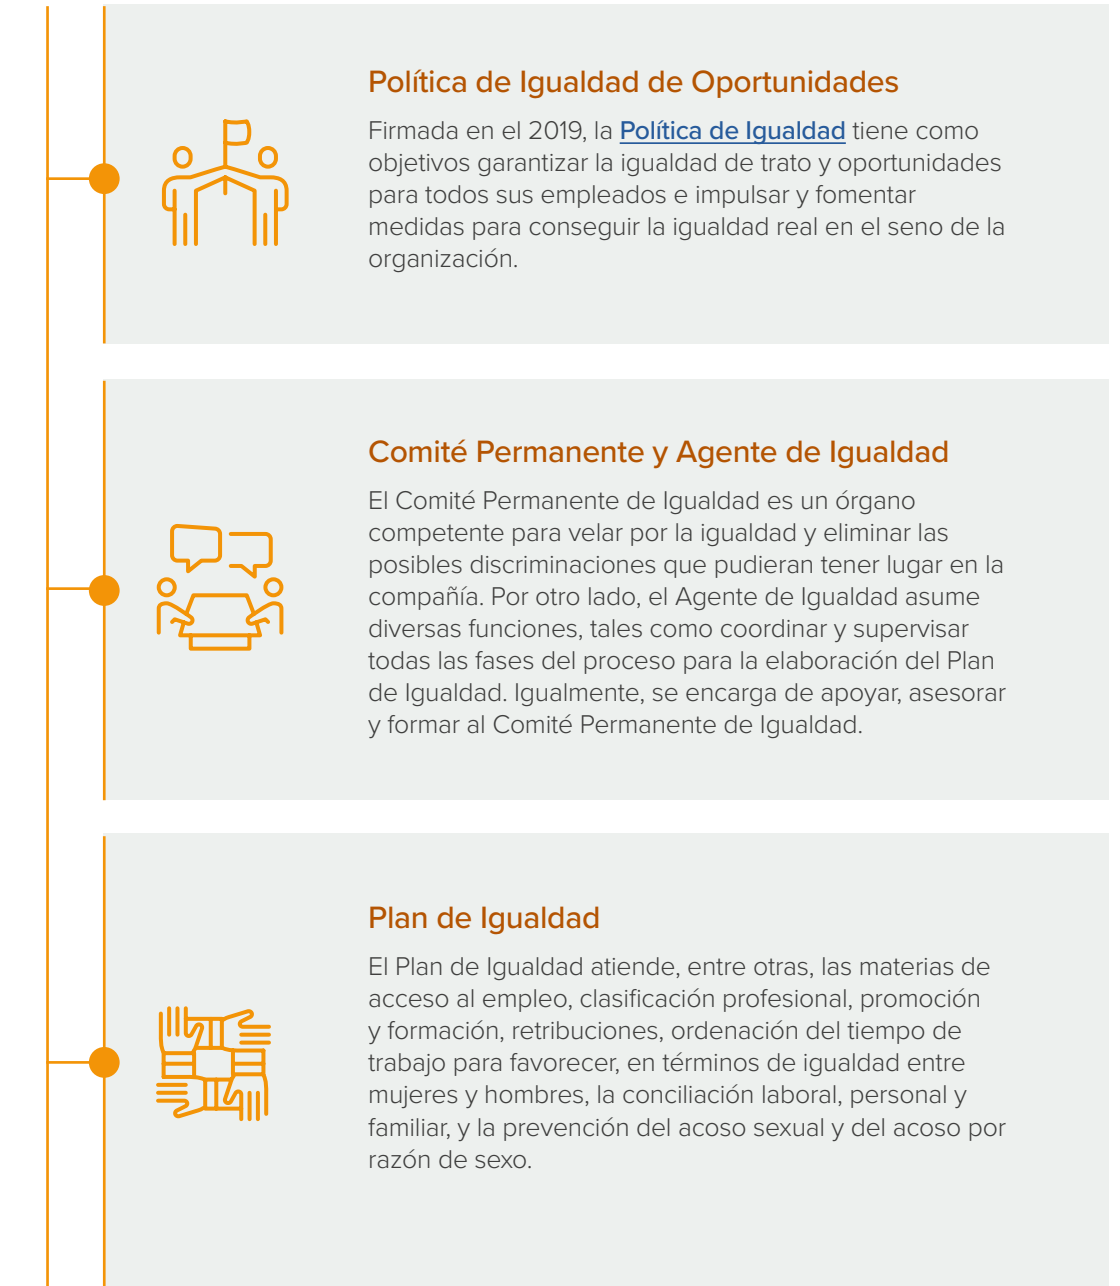 Política de Igualdad de Oportunidades
Firmada en el 2019, la Política de Igualdad tiene como
objetivos garantizar la igualdad de trato y oportunidades
para todos sus empleados e impulsar y fomentar
medidas para conseguir la igualdad real en el seno de la
organización.
Comité Permanente y Agente de Igualdad
El Comité Permanente de Igualdad es un órgano
competente para velar por la igualdad y eliminar las
posibles discriminaciones que pudieran tener lugar en la
compañía. Por otro lado, el Agente de Igualdad asume
diversas funciones, tales como coordinar y supervisar
todas las fases del proceso para la elaboración del Plan
de Igualdad. Igualmente, se encarga de apoyar, asesorar
y formar al Comité Permanente de Igualdad.
Plan de Igualdad
El Plan de Igualdad atiende, entre otras, las materias de
acceso al empleo, clasificación profesional, promoción
y formación, retribuciones, ordenación del tiempo de
trabajo para favorecer, en términos de igualdad entre
mujeres y hombres, la conciliación laboral, personal y
familiar, y la prevención del acoso sexual y del acoso por
razón de sexo.